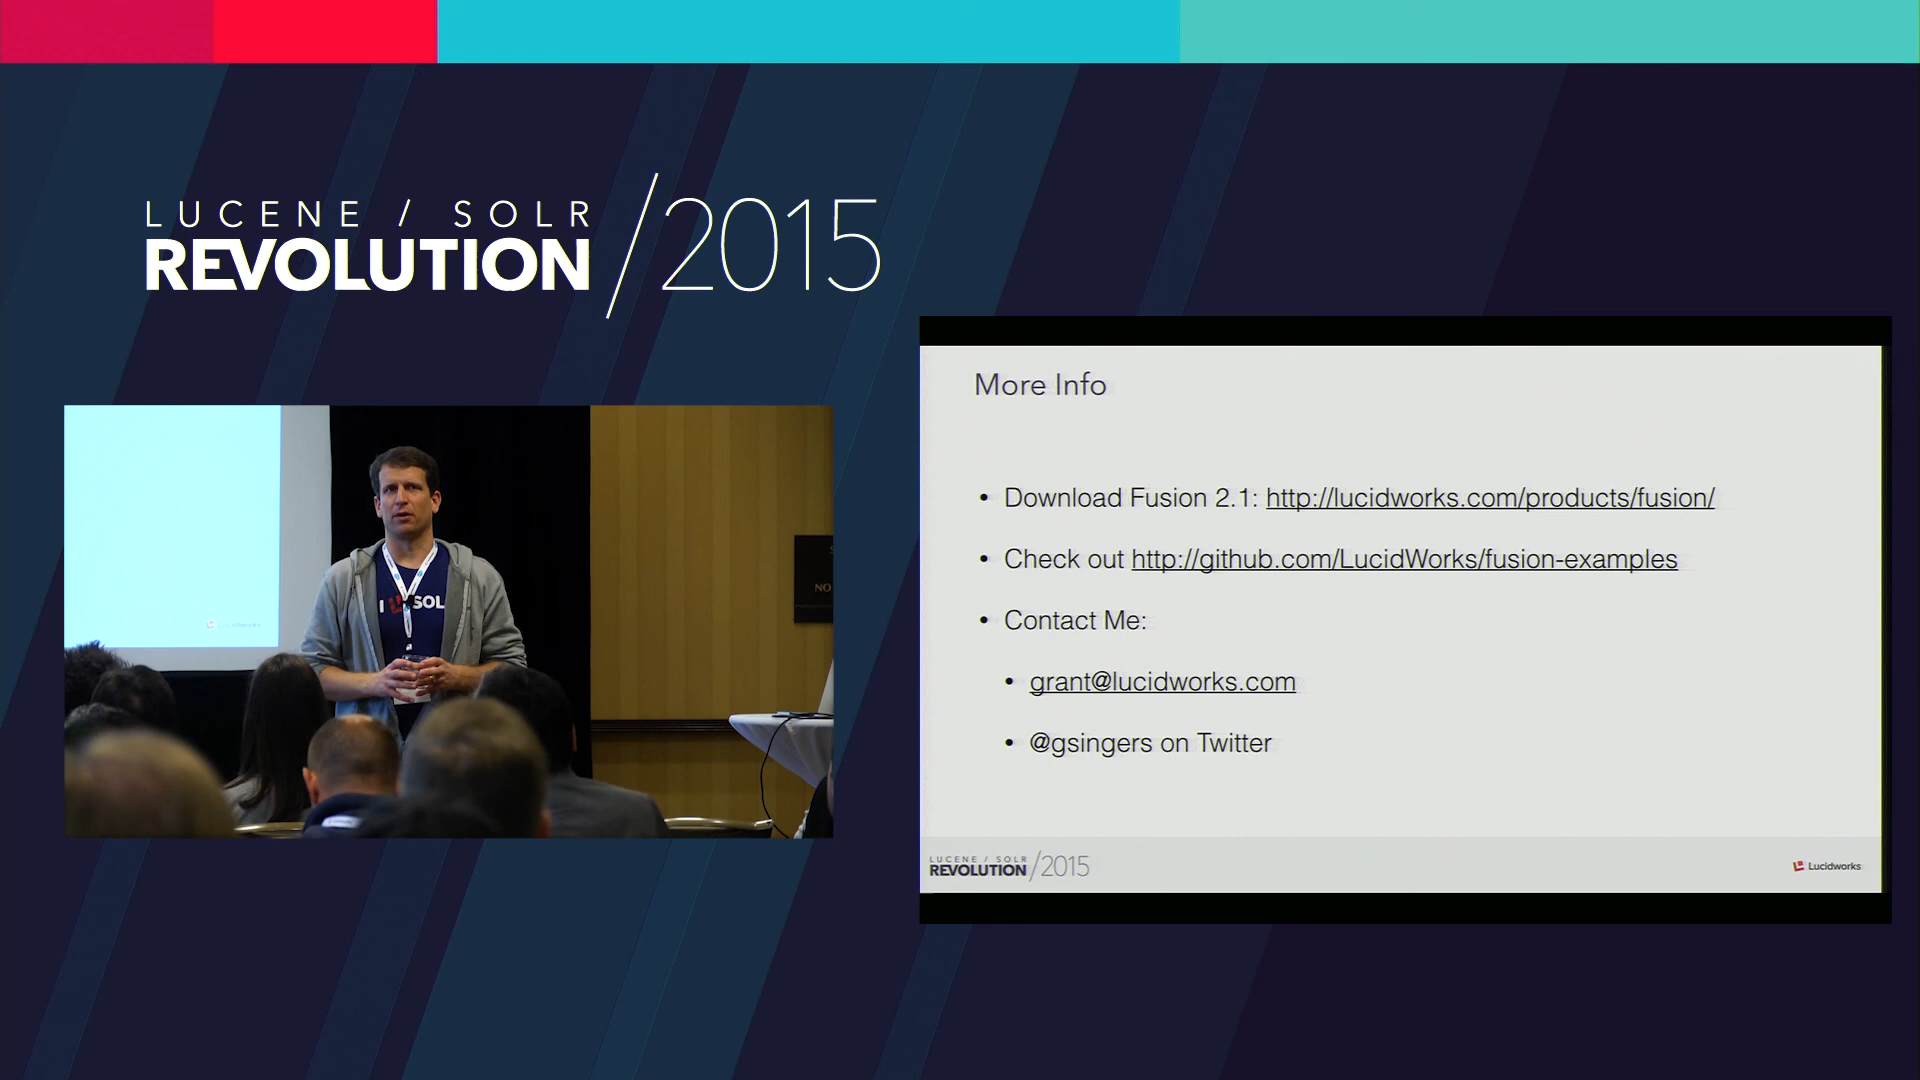 LUCENE / SOLR
REVOLUTION /2015
More Info
• Download Fusion 2.1: http://lucidworks.com/products/fusion/
• Check out http://github.com/LucidWorks/fusion-examples
• Contact Me:
• grant@lucidworks.com
• @gsingers on Twitter
LUCENE / SOLR
REVOLUTION /2015
Lucidworks
I SOL
NO